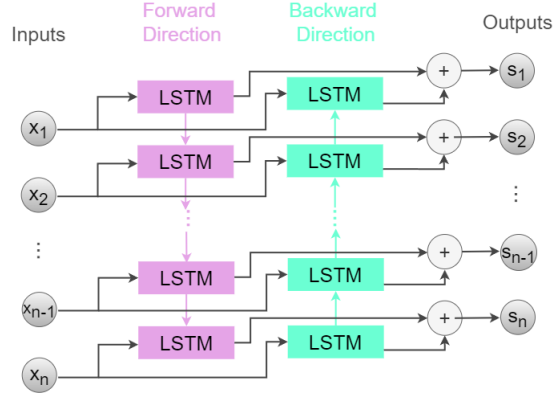 Inputs
Forward
Direction
Backward
Direction
Outputs
LSTM
LSTM
+
s1
x1
LSTM
LSTM
+
s2
x2
...
...
...
...
LSTM
LSTM
+
sn-1
xn-1
LSTM
LSTM
+
sn
xn